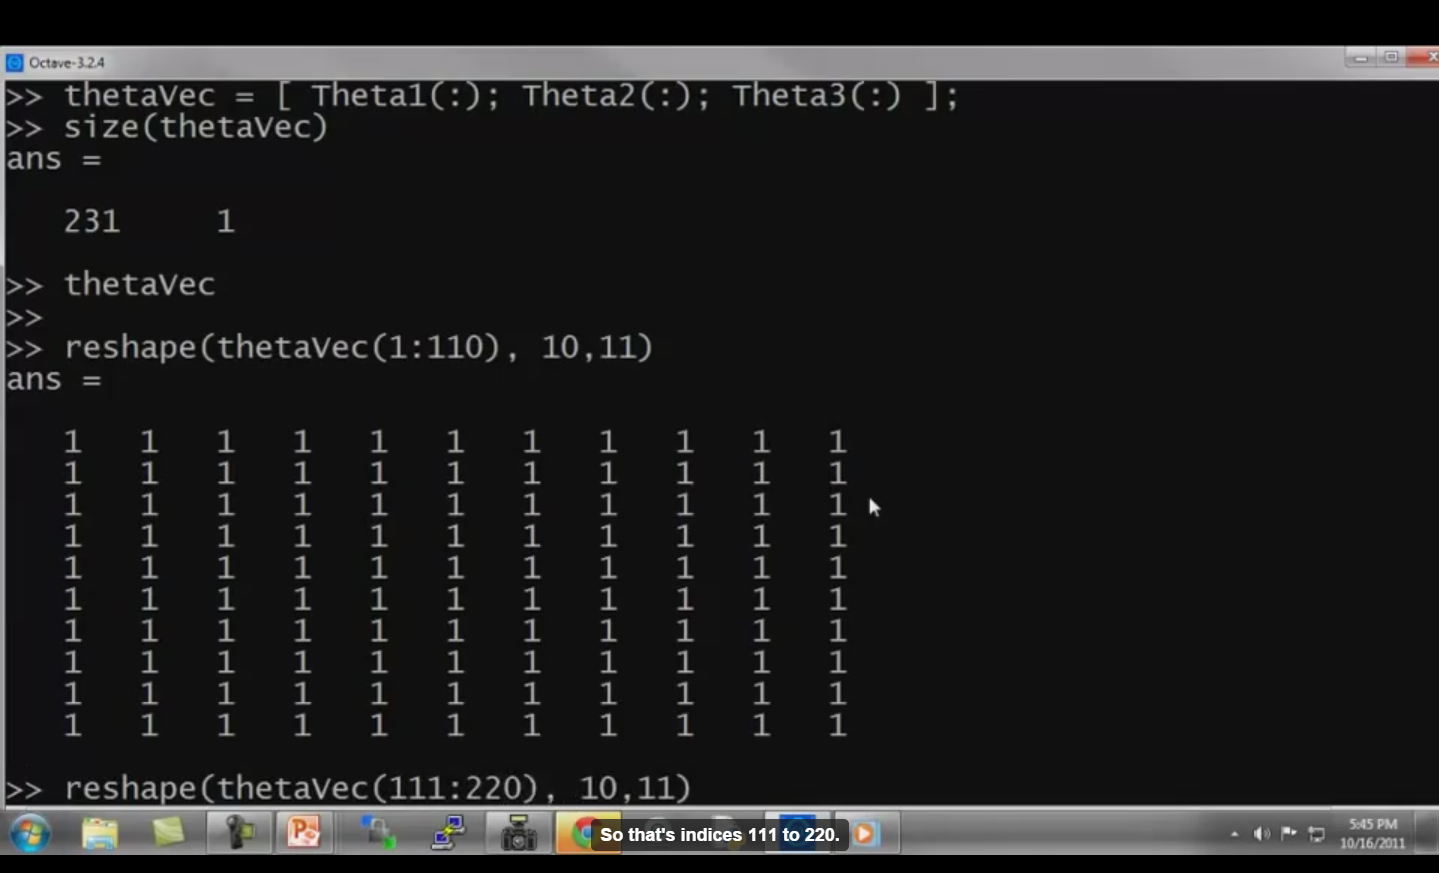 Octave-3.2.4
>> thetaVec = [ Theta1(:); Theta2(:); Theta3(:) ];
>> size(thetaVec)
ans =
231 1
>> thetaVec
>>
>> reshape(thetaVec(1:110), 10,11)
ans =
1 1 1 1 1 1 1 1 1 1 1
1 1 1 1 1 1 1 1 1 1 1
1 1 1 1 1 1 1 1 1 1 1
1 1 1 1 1 1 1 1 1 1 1
1 1 1 1 1 1 1 1 1 1 1
1 1 1 1 1 1 1 1 1 1 1
1 1 1 1 1 1 1 1 1 1 1
1 1 1 1 1 1 1 1 1 1 1
1 1 1 1 1 1 1 1 1 1 1
1 1 1 1 1 1 1 1 1 1 1
>> reshape(thetaVec(111:220), 10,11)
So that's indices 111 to 220.
5:45 PM
10/16/2011